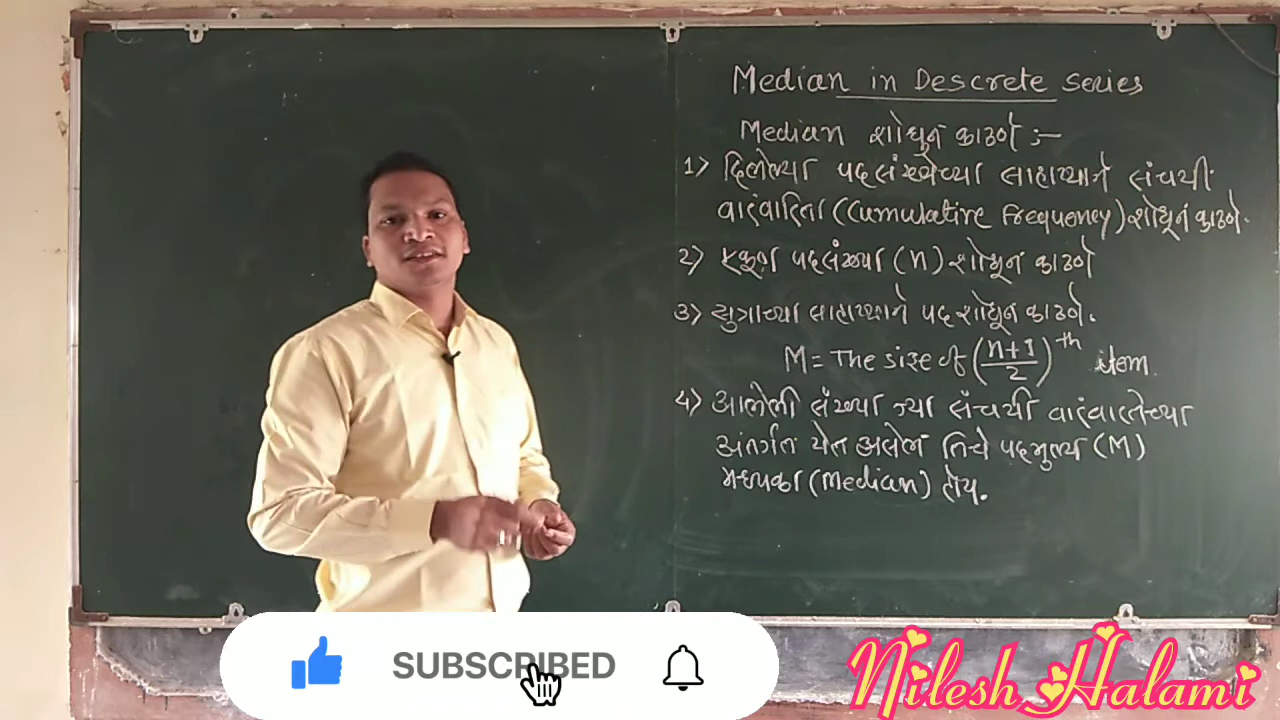 Median in Descrete Series
Median शोधुन काढणे :-
1) दिलेल्या पदसंख्येच्या साहाय्याने संचयी
वारंवारिता (Cumulative Frequency) शोधून काढणे.
2) एकूण पदसंख्या (n) शोधून काढणे
3) सुत्राच्या साहाय्याने पद शोधून काढणे.
M = The size of (n+1/2)^th item.
4) आलेली संख्या ज्या संचयी वारंवारतेच्या
अंतर्गत येत असेल तिचे पदमुल्य (M)
मध्यका (Median) होय.
SUBSCRIBED
Nilesh Halami